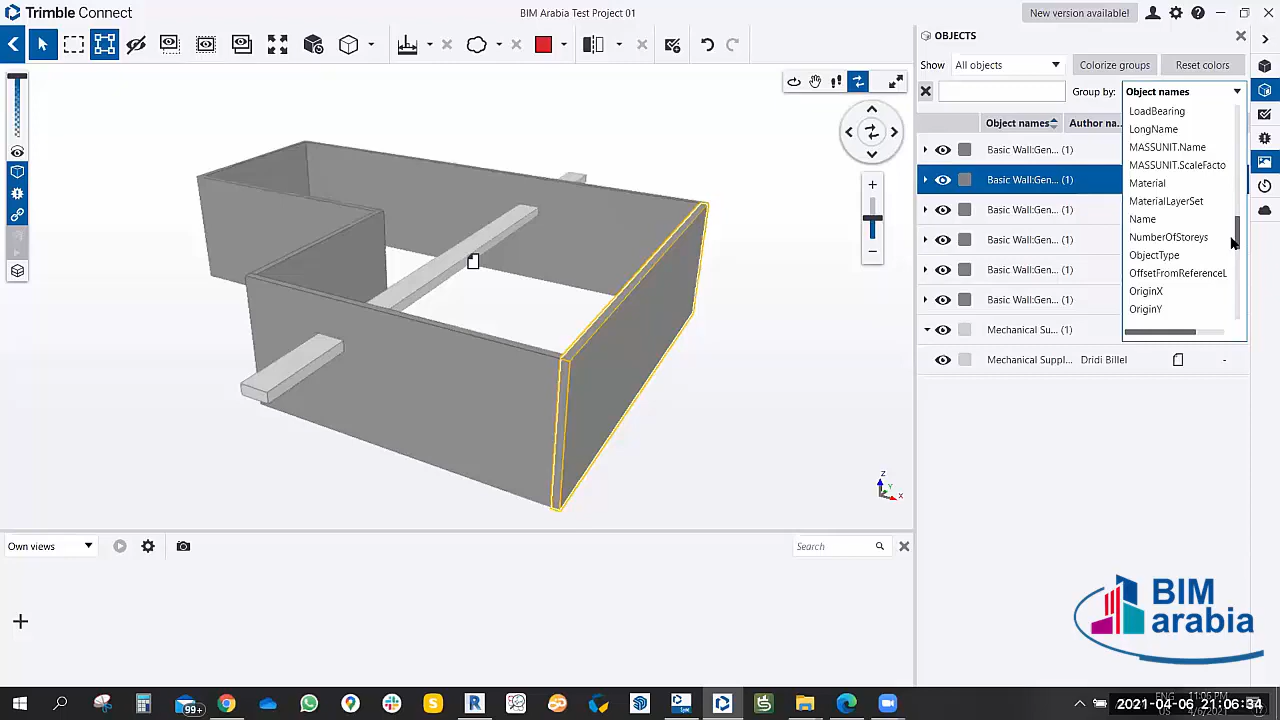 Trimble Connect
BIM Arabia Test Project 01
New version available!
OBJECTS
Show
All objects
Colorize groups
Reset colors
Group by:
Object names
LoadBearing
LongName
MASSUNIT.Name
MASSUNIT.ScaleFacto
Material
MaterialLayerSet
Name
NumberOfStoreys
ObjectType
OffsetFromReferenceL
OriginX
OriginY
Object names
Author na...
Basic Wall:Gen... (1)
Basic Wall:Gen... (1)
Basic Wall:Gen... (1)
Basic Wall:Gen... (1)
Basic Wall:Gen... (1)
Basic Wall:Gen... (1)
Mechanical Su... (1)
Mechanical Suppl... Dridi Billel -
Z
Y
X
Own views
Search
BIM
arabia
99+
2021-04-06 21:06:34